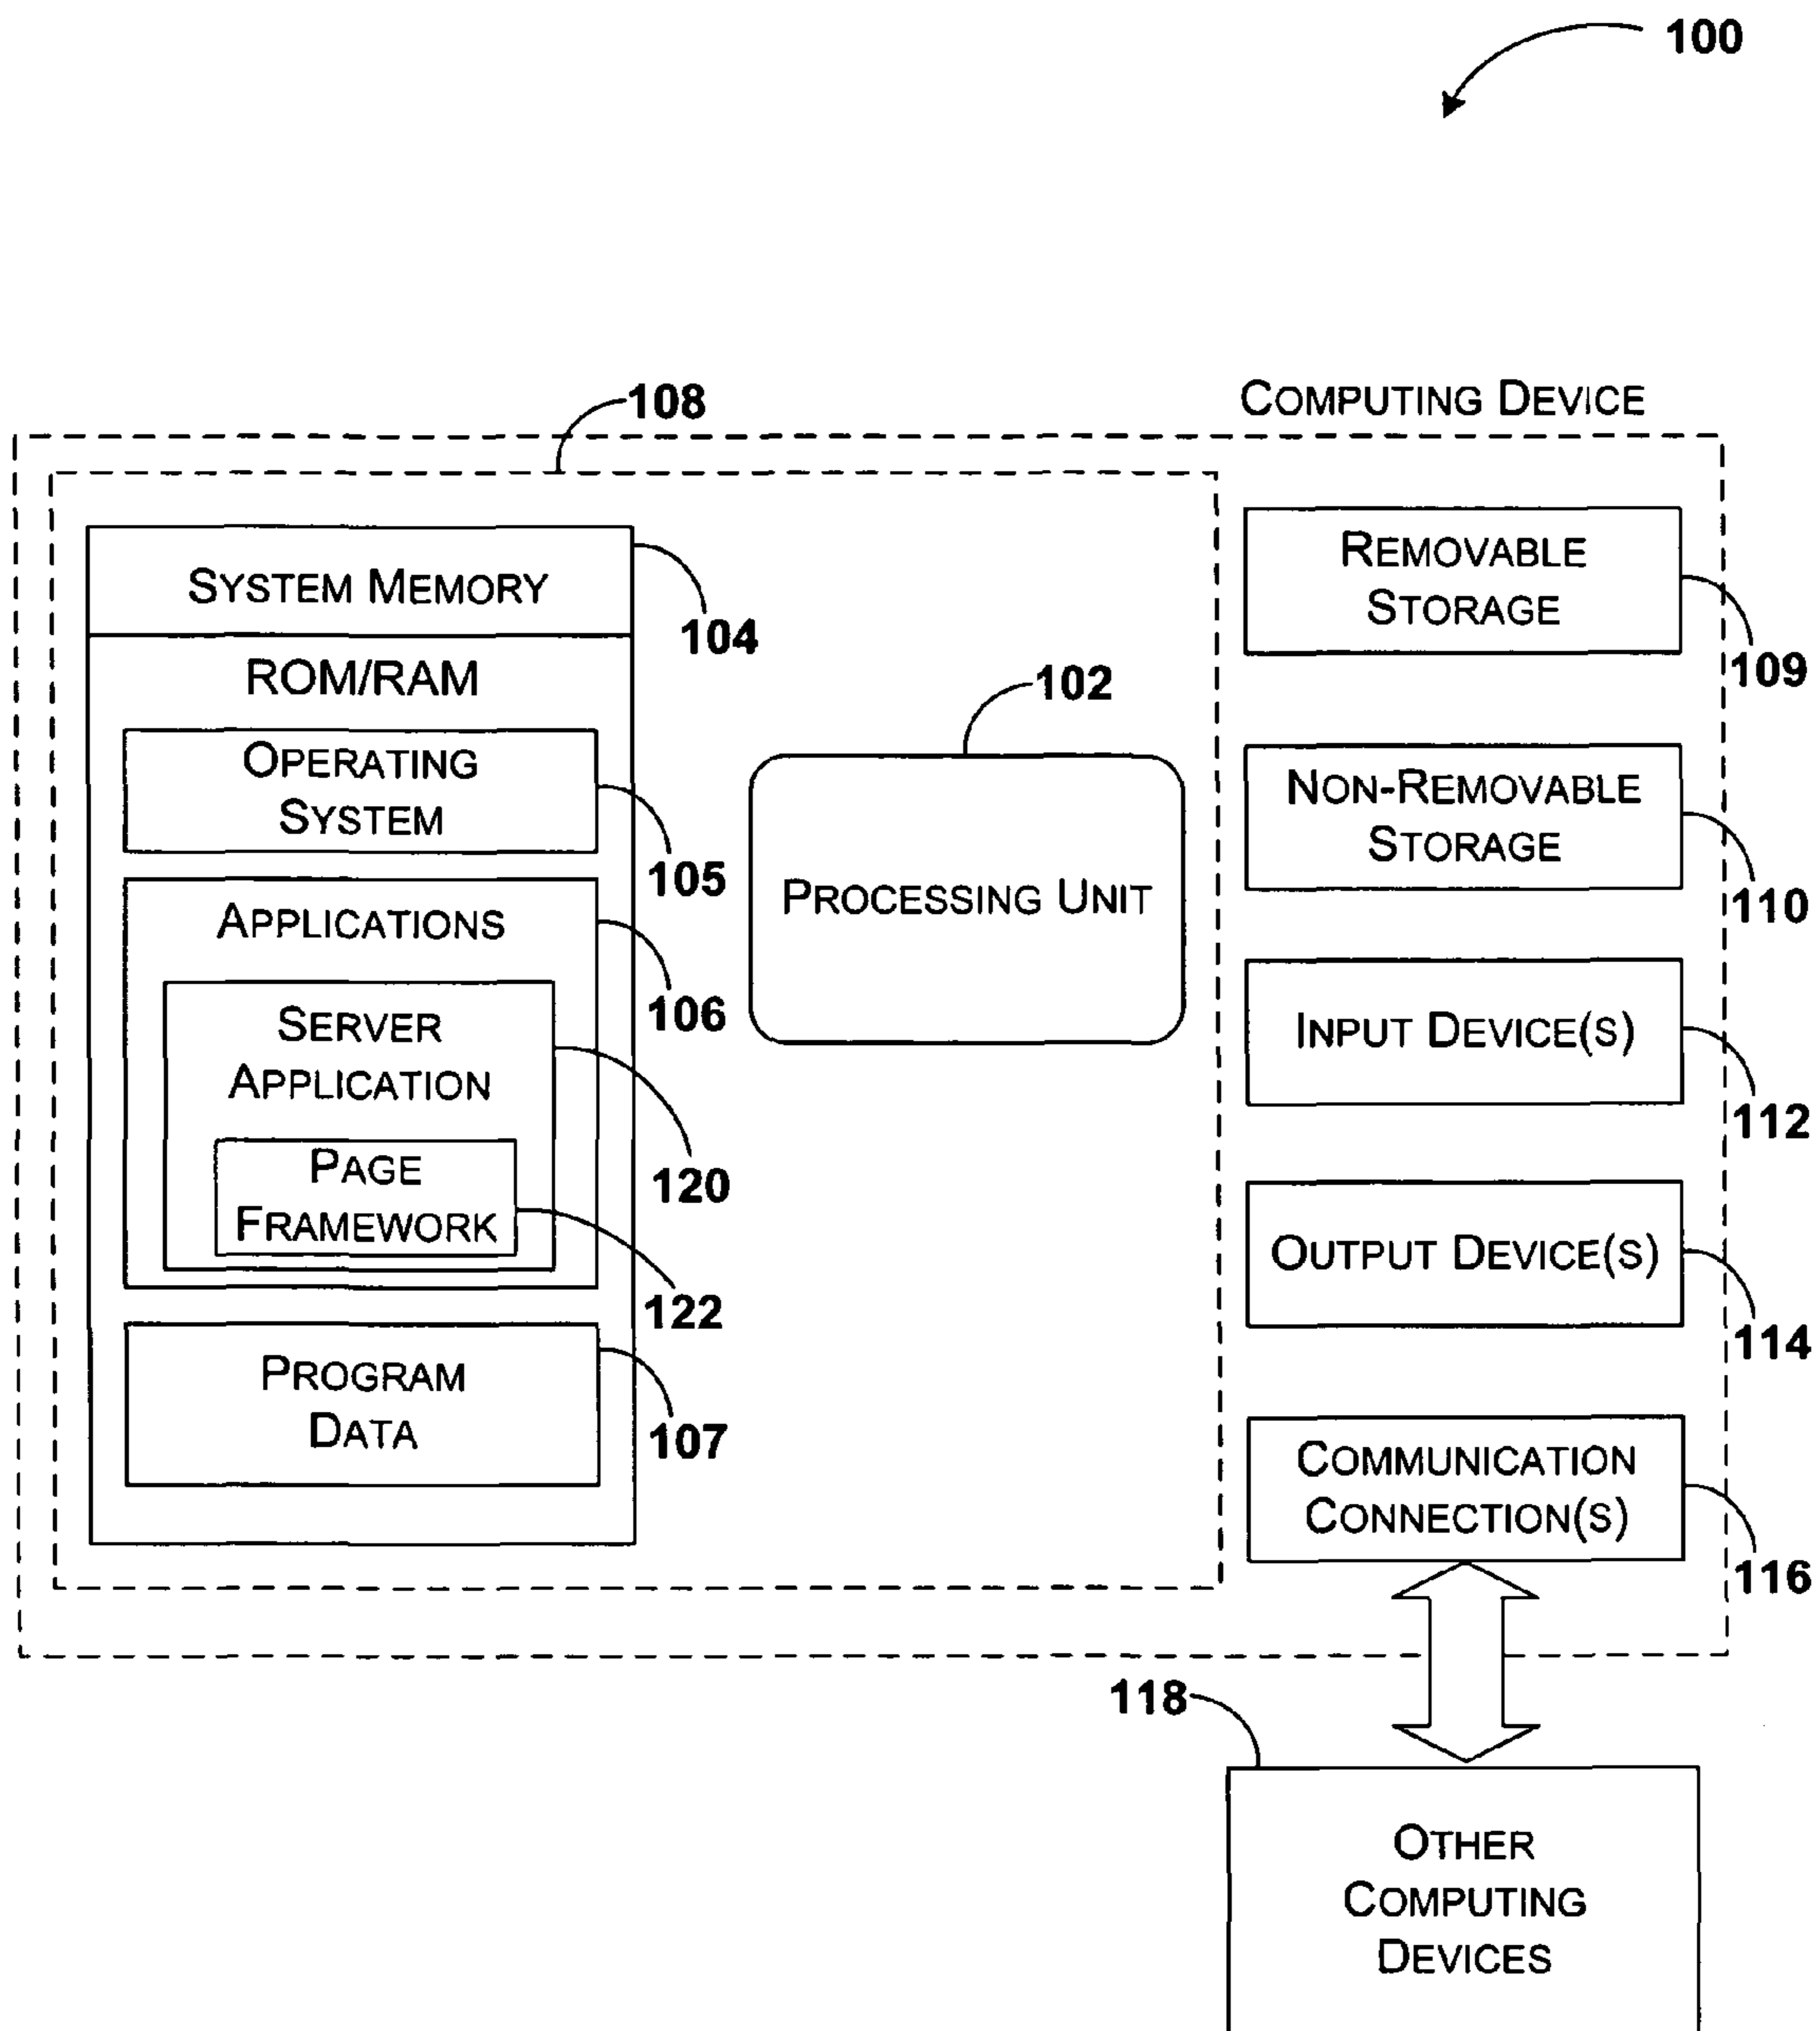 100
108
COMPUTING DEVICE
SYSTEM MEMORY
104
ROM/RAM
OPERATING
SYSTEM
105
APPLICATIONS
106
SERVER
APPLICATION
120
PAGE
FRAMEWORK
122
PROGRAM
DATA
107
102
PROCESSING UNIT
REMOVABLE
STORAGE
109
NON-REMOVABLE
STORAGE
110
INPUT DEVICE(S)
112
OUTPUT DEVICE(S)
114
COMMUNICATION
CONNECTION(S)
116
118
OTHER
COMPUTING
DEVICES